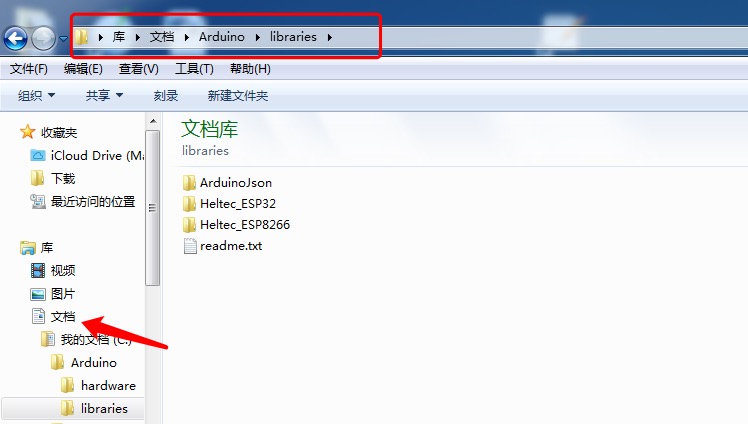 库 文档 Arduino libraries
文件(F) 编辑(E) 查看(V) 工具(T) 帮助(H)
组织 共享 刻录 新建文件夹
收藏夹
iCloud Drive (Ma
下载
最近访问的位置
库
视频
图片
文档
我的文档 (C:)
Arduino
hardware
libraries
文档库
libraries
ArduinoJson
Heltec_ESP32
Heltec_ESP8266
readme.txt